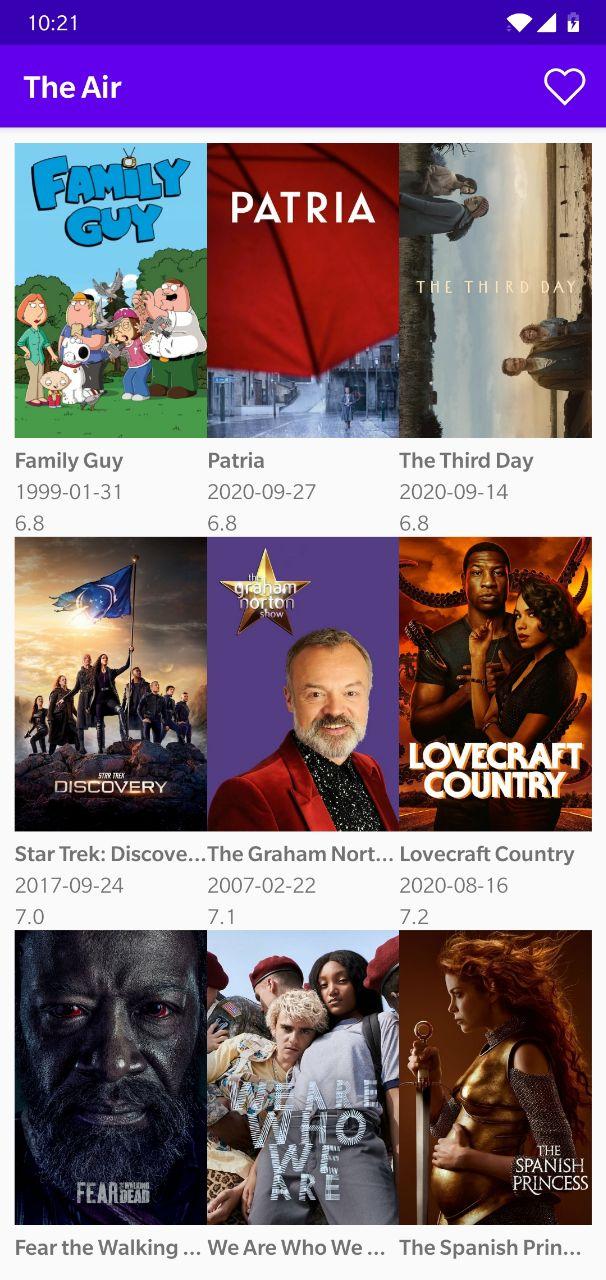 10:21
The Air
FAMILY
GUY
PATRIA
THE THIRD DAY
Family Guy
Patria
The Third Day
1999-01-31
2020-09-27
2020-09-14
6.8
6.8
6.8
STAR TREK
DISCOVERY
the
graham
norton
show
LOVECRAFT
COUNTRY
Star Trek: Discove...
The Graham Nort...
Lovecraft Country
2017-09-24
2007-02-22
2020-08-16
7.0
7.1
7.2
FEAR THE WALKING DEAD
WE ARE
WHO
WE
ARE
THE
SPANISH
PRINCESS
Fear the Walking ...
We Are Who We ...
The Spanish Prin...